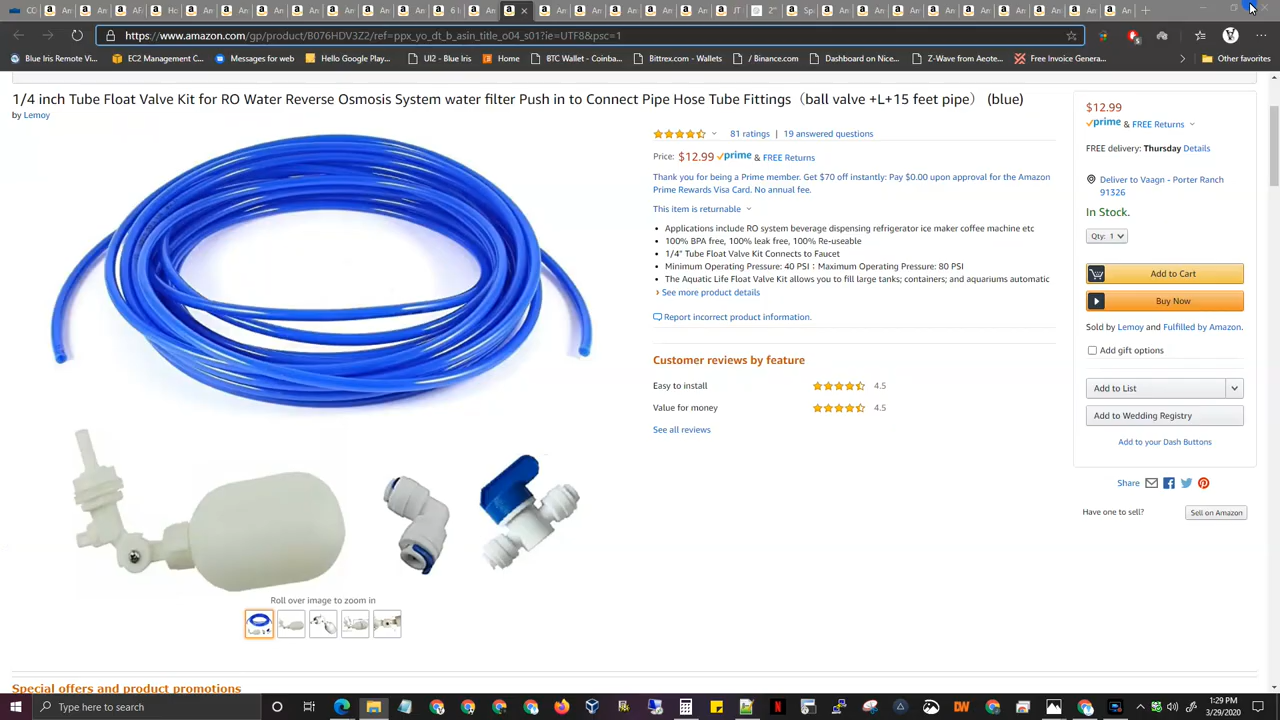 CC
Ar
JT
2"
Sp
https://www.amazon.com/gp/product/B076HDV3Z2/ref=ppx_yo_dt_b_asin_title_o04_s01?ie=UTF8&psc=1
Blue Iris Remote Vi... EC2 Management C... Messages for web Hello Google Play... UI2 - Blue Iris Home BTC Wallet - Coinba... Bittrex.com - Wallets / Binance.com Dashboard on Nice... Z-Wave from Aeote... Free Invoice Genera... Other favorites
1/4 inch Tube Float Valve Kit for RO Water Reverse Osmosis System water filter Push in to Connect Pipe Hose Tube Fittings（ball valve +L+15 feet pipe） (blue)
by Lemoy
81 ratings | 19 answered questions
Price: $12.99 prime & FREE Returns
Thank you for being a Prime member. Get $70 off instantly: Pay $0.00 upon approval for the Amazon
Prime Rewards Visa Card. No annual fee.
This item is returnable
• Applications include RO system beverage dispensing refrigerator ice maker coffee machine etc
• 100% BPA free, 100% leak free, 100% Re-useable
• 1/4" Tube Float Valve Kit Connects to Faucet
• Minimum Operating Pressure: 40 PSI；Maximum Operating Pressure: 80 PSI
• The Aquatic Life Float Valve Kit allows you to fill large tanks; containers; and aquariums automatic
› See more product details
Report incorrect product information.
Customer reviews by feature
Easy to install 4.5
Value for money 4.5
See all reviews
Roll over image to zoom in
$12.99
prime & FREE Returns
FREE delivery: Thursday Details
Deliver to Vaagn - Porter Ranch
91326
In Stock.
Qty: 1
Add to Cart
Buy Now
Sold by Lemoy and Fulfilled by Amazon.
Add gift options
Add to List
Add to Wedding Registry
Add to your Dash Buttons
Share
Have one to sell? Sell on Amazon
Special offers and product promotions
Type here to search
DW
1:29 PM
3/29/2020